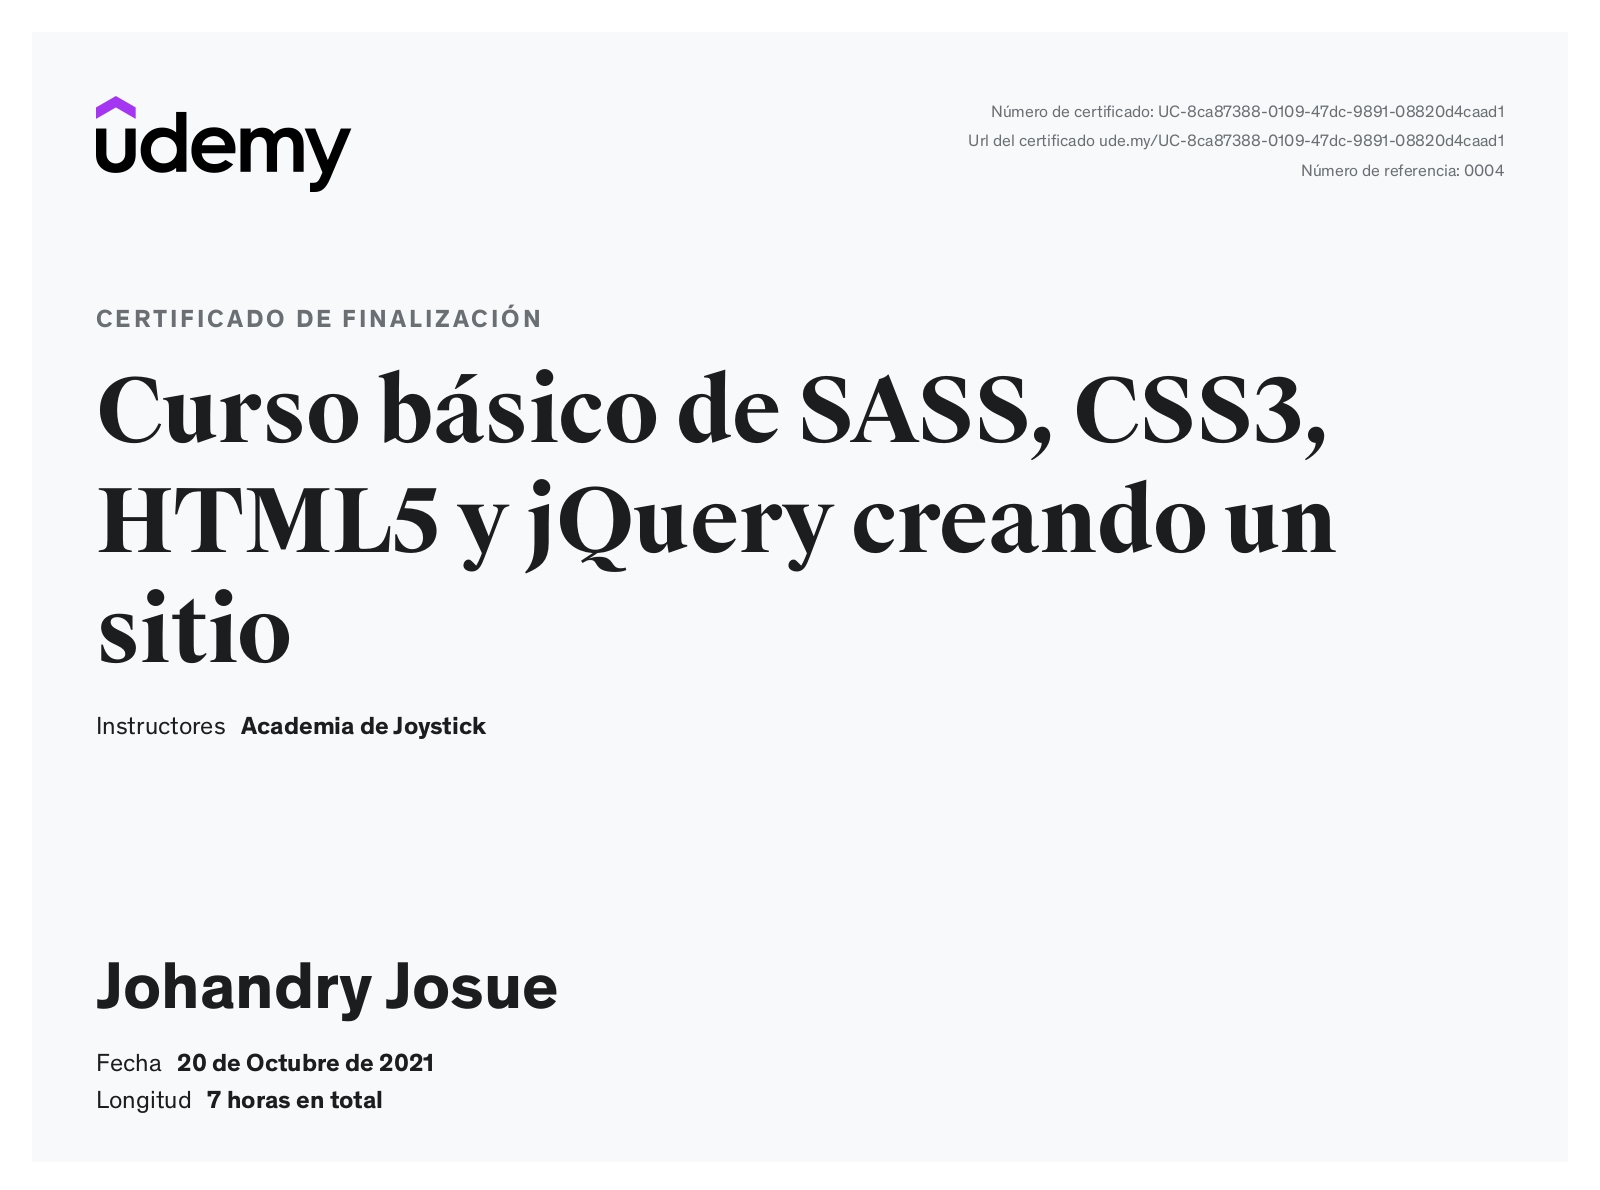 udemy
Número de certificado: UC-8ca87388-0109-47dc-9891-08820d4caad1
Url del certificado ude.my/UC-8ca87388-0109-47dc-9891-08820d4caad1
Número de referencia: 0004
CERTIFICADO DE FINALIZACIÓN
Curso básico de SASS, CSS3,
HTML5 y jQuery creando un
sitio
Instructores Academia de Joystick
Johandry Josue
Fecha 20 de Octubre de 2021
Longitud 7 horas en total